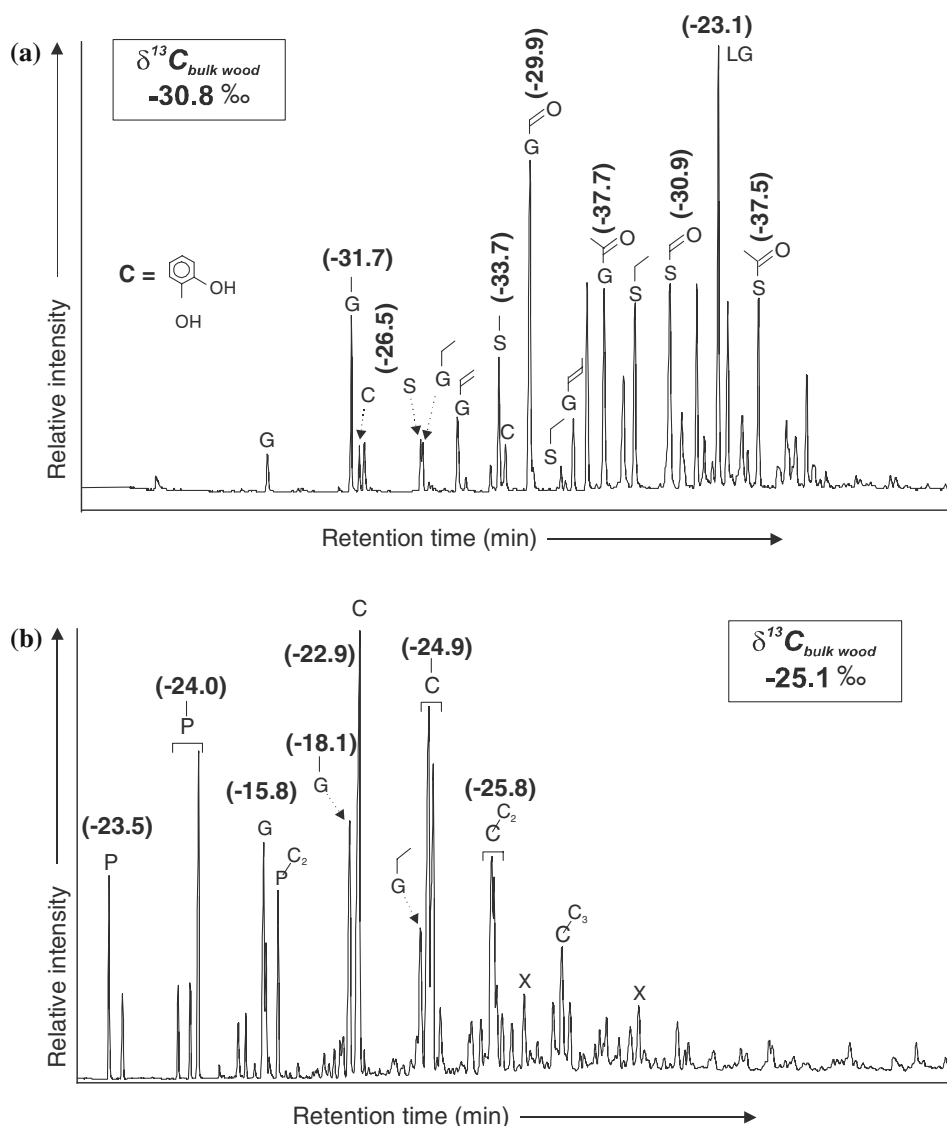 (a)
δ¹³C bulk wood
-30.8 ‰
C =
OH
OH
G
(-31.7)
G
C
(-26.5)
S
G
G
(-33.7)
S
C
(-29.9)
O
G
S
G
(-37.7)
O
G
S
(-30.9)
O
S
(-23.1)
LG
(-37.5)
O
S
Relative intensity
Retention time (min)
(b)
δ¹³C bulk wood
-25.1 ‰
(-23.5)
P
(-24.0)
P
(-15.8)
G
C₂
P
(-18.1)
G
(-22.9)
C
G
(-24.9)
C
(-25.8)
C₂
C
X
C₃
C
X
Relative intensity
Retention time (min)